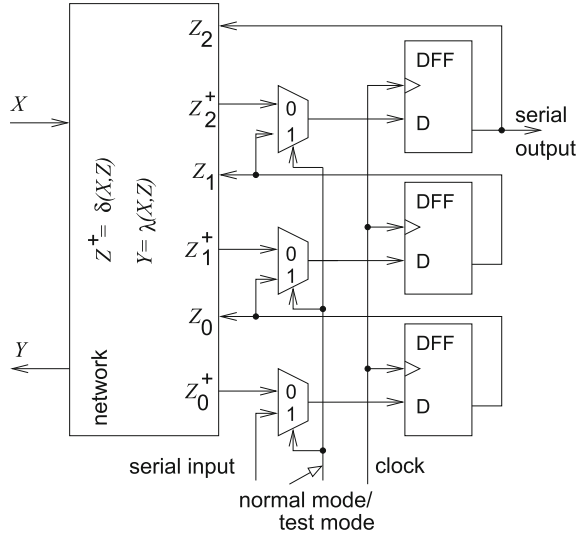 Z₂
DFF
X
Z₂⁺
0
1
D
serial
output
Z₁
Z⁺= δ(X,Z)
Y= λ(X,Z)
DFF
Z₁⁺
0
1
D
Z₀
DFF
Y
network
Z₀⁺
0
1
D
serial input
clock
normal mode/
test mode